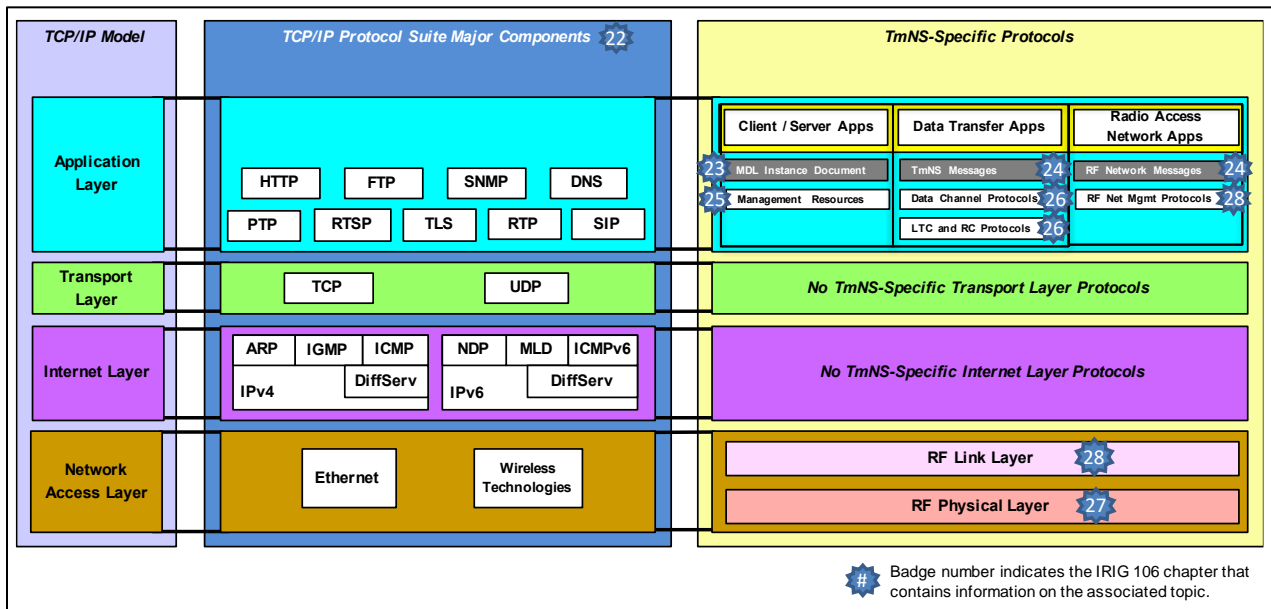 TCP/IP Model
TCP/IP Protocol Suite Major Components 22
TmNS-Specific Protocols
Application
Layer
HTTP
FTP
SNMP
DNS
PTP
RTSP
TLS
RTP
SIP
Client / Server Apps
Data Transfer Apps
Radio Access
Network Apps
23 MDL Instance Document
TmNS Messages 24
RF Network Messages 24
25 Management Resources
Data Channel Protocols 26
RF Net Mgmt Protocols 28
LTC and RC Protocols 26
Transport
Layer
TCP
UDP
No TmNS-Specific Transport Layer Protocols
Internet Layer
ARP
IGMP
ICMP
IPv4
DiffServ
NDP
MLD
ICMPv6
IPv6
DiffServ
No TmNS-Specific Internet Layer Protocols
Network
Access Layer
Ethernet
Wireless
Technologies
RF Link Layer 28
RF Physical Layer 27
# Badge number indicates the IRIG 106 chapter that
contains information on the associated topic.